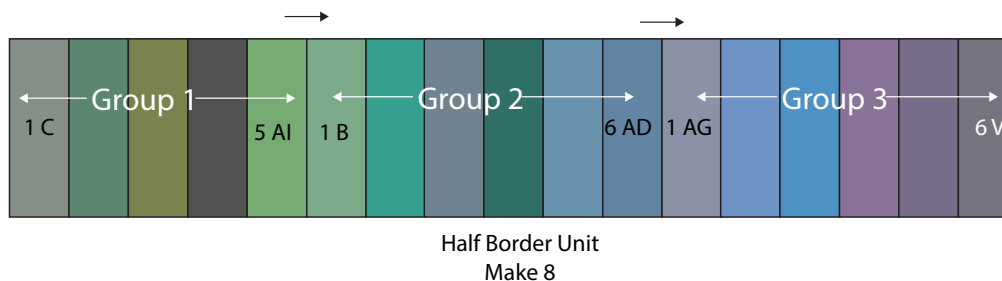 Group 1 Group 2 Group 3
1 C 5 AI 1 B 6 AD 1 AG 6 V
Half Border Unit
Make 8